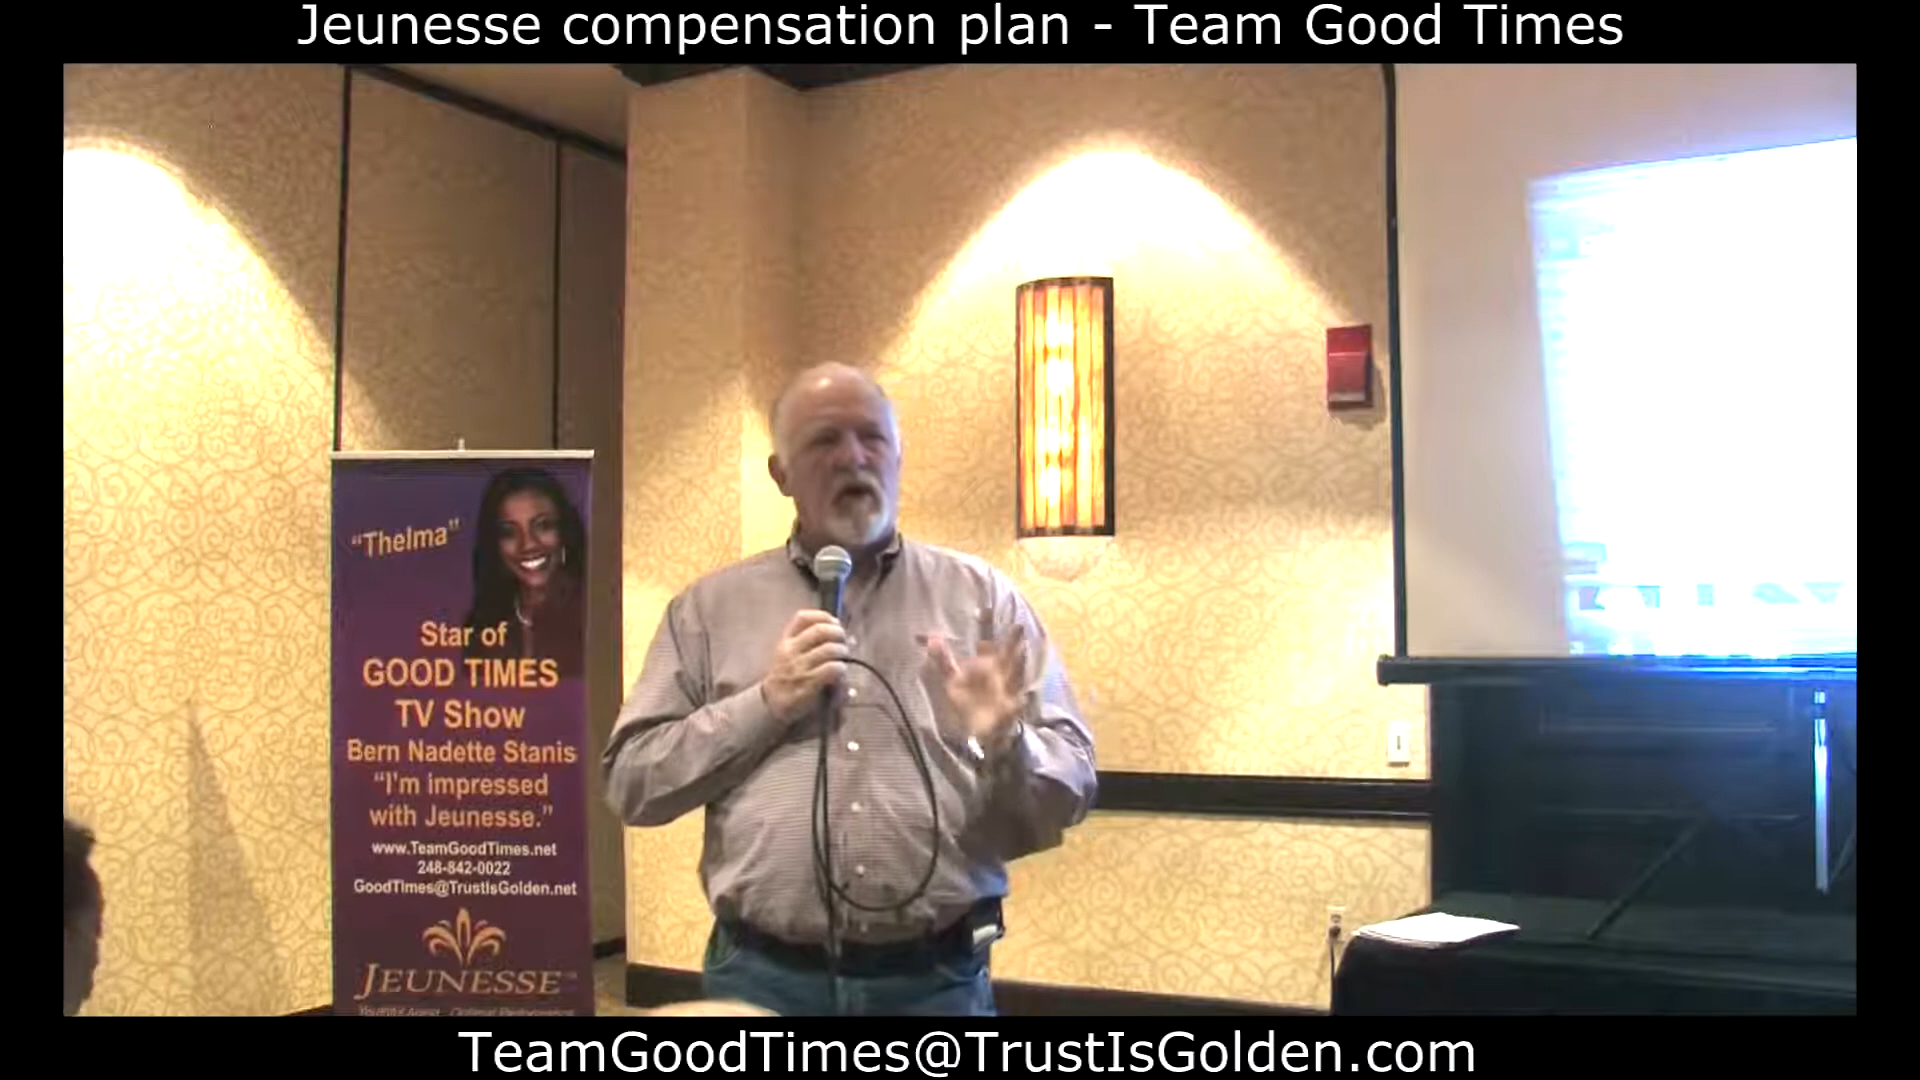 Jeunesse compensation plan - Team Good Times
“Thelma”
Star of
GOOD TIMES
TV Show
Bern Nadette Stanis
“I'm impressed
with Jeunesse.”
www.TeamGoodTimes.net
248-842-0022
GoodTimes@TrustIsGolden.net
JEUNESSE
TeamGoodTimes@TrustIsGolden.com